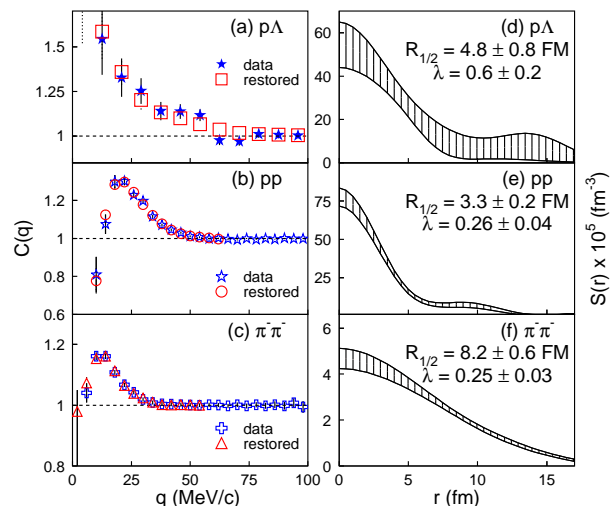 (a) pΛ
data
restored
1.5
1.25
1
(b) pp
data
restored
1.2
1
0.8
0.6
(c) π⁻π⁻
data
restored
1.2
1
0.8
0 25 50 75 100
q (MeV/c)
C(q)
(d) pΛ
R1/2 = 4.8 ± 0.8 FM
λ = 0.6 ± 0.2
60
40
20
0
(e) pp
R1/2 = 3.3 ± 0.2 FM
λ = 0.26 ± 0.04
75
50
25
(f) π⁻π⁻
R1/2 = 8.2 ± 0.6 FM
λ = 0.25 ± 0.03
6
4
2
0
0 5 10 15
r (fm)
S(r) x 10⁵ (fm⁻³)